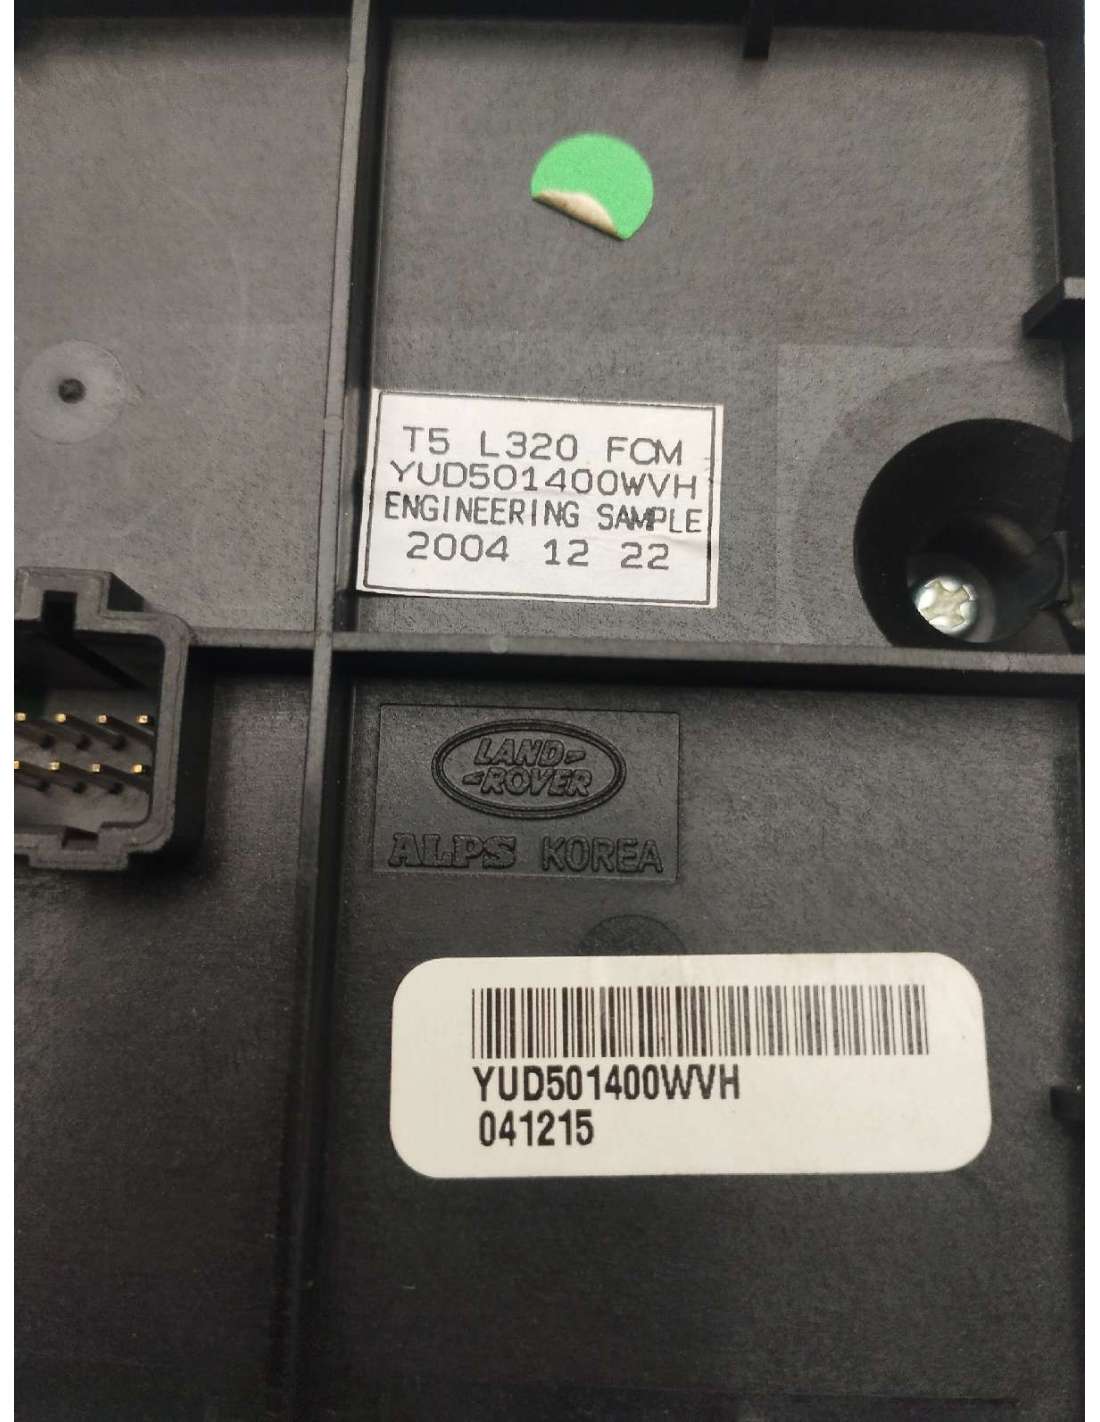 T5 L320 FCM
YUD501400WVH
ENGINEERING SAMPLE
2004 12 22
LAND-
-ROVER
ALPS KOREA
YUD501400WVH
041215